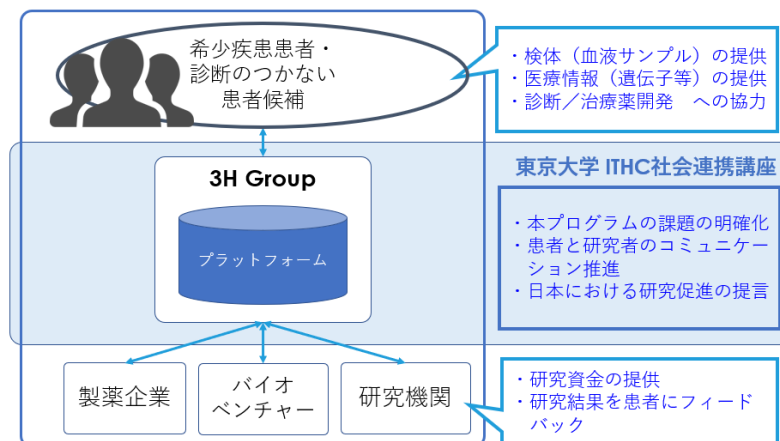 希少疾患患者・
診断のつかない
患者候補
・検体（血液サンプル）の提供
・医療情報（遺伝子等）の提供
・診断／治療薬開発　への協力
東京大学 ITHC社会連携講座
3H Group
プラットフォーム
・本プログラムの課題の明確化
・患者と研究者のコミュニケー
ション推進
・日本における研究促進の提言
製薬企業
バイオ
ベンチャー
研究機関
・研究資金の提供
・研究結果を患者にフィード
バック